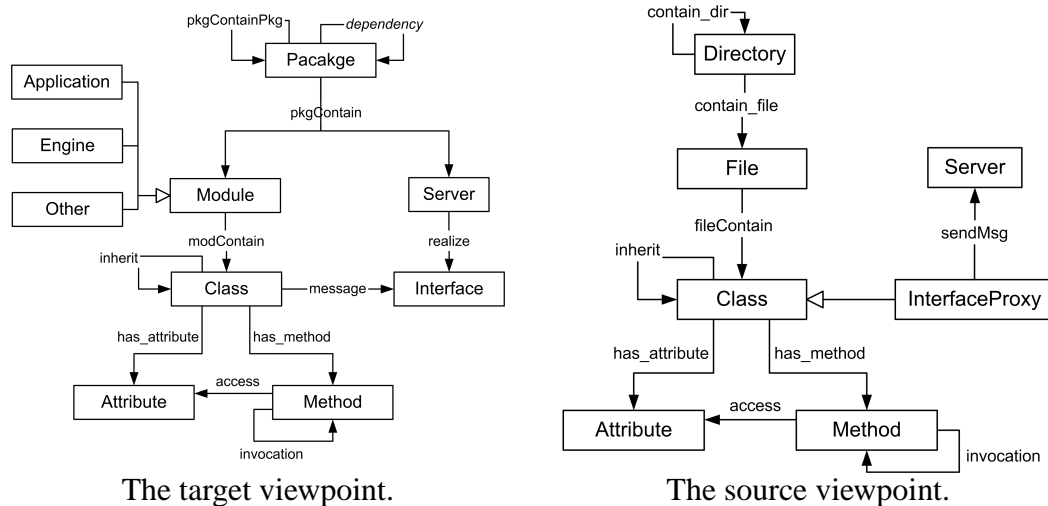 pkgContainPkg
dependency
Pacakge
Application
pkgContain
Engine
Module
Server
Other
modContain
realize
inherit
Class
message
Interface
has_attribute
has_method
access
Attribute
Method
invocation
The target viewpoint.
contain_dir
Directory
contain_file
File
Server
fileContain
sendMsg
inherit
Class
InterfaceProxy
has_attribute
has_method
access
Attribute
Method
invocation
The source viewpoint.